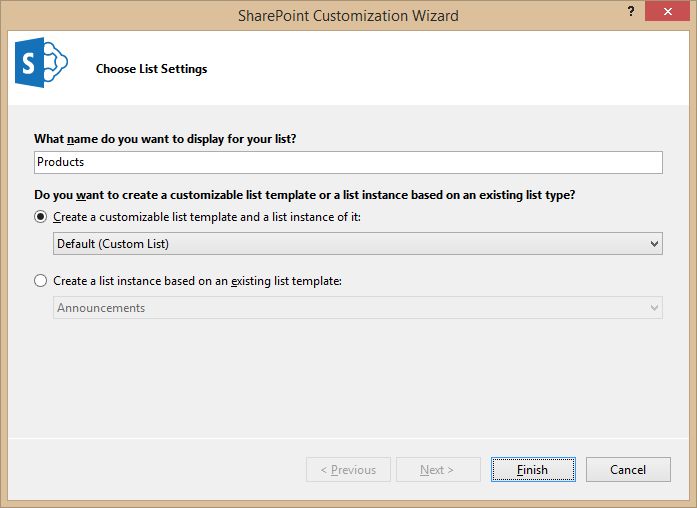 SharePoint Customization Wizard
?
S
Choose List Settings
What name do you want to display for your list?
Products
Do you want to create a customizable list template or a list instance based on an existing list type?
Create a customizable list template and a list instance of it:
Default (Custom List)
Create a list instance based on an existing list template:
Announcements
< Previous
Next >
Finish
Cancel